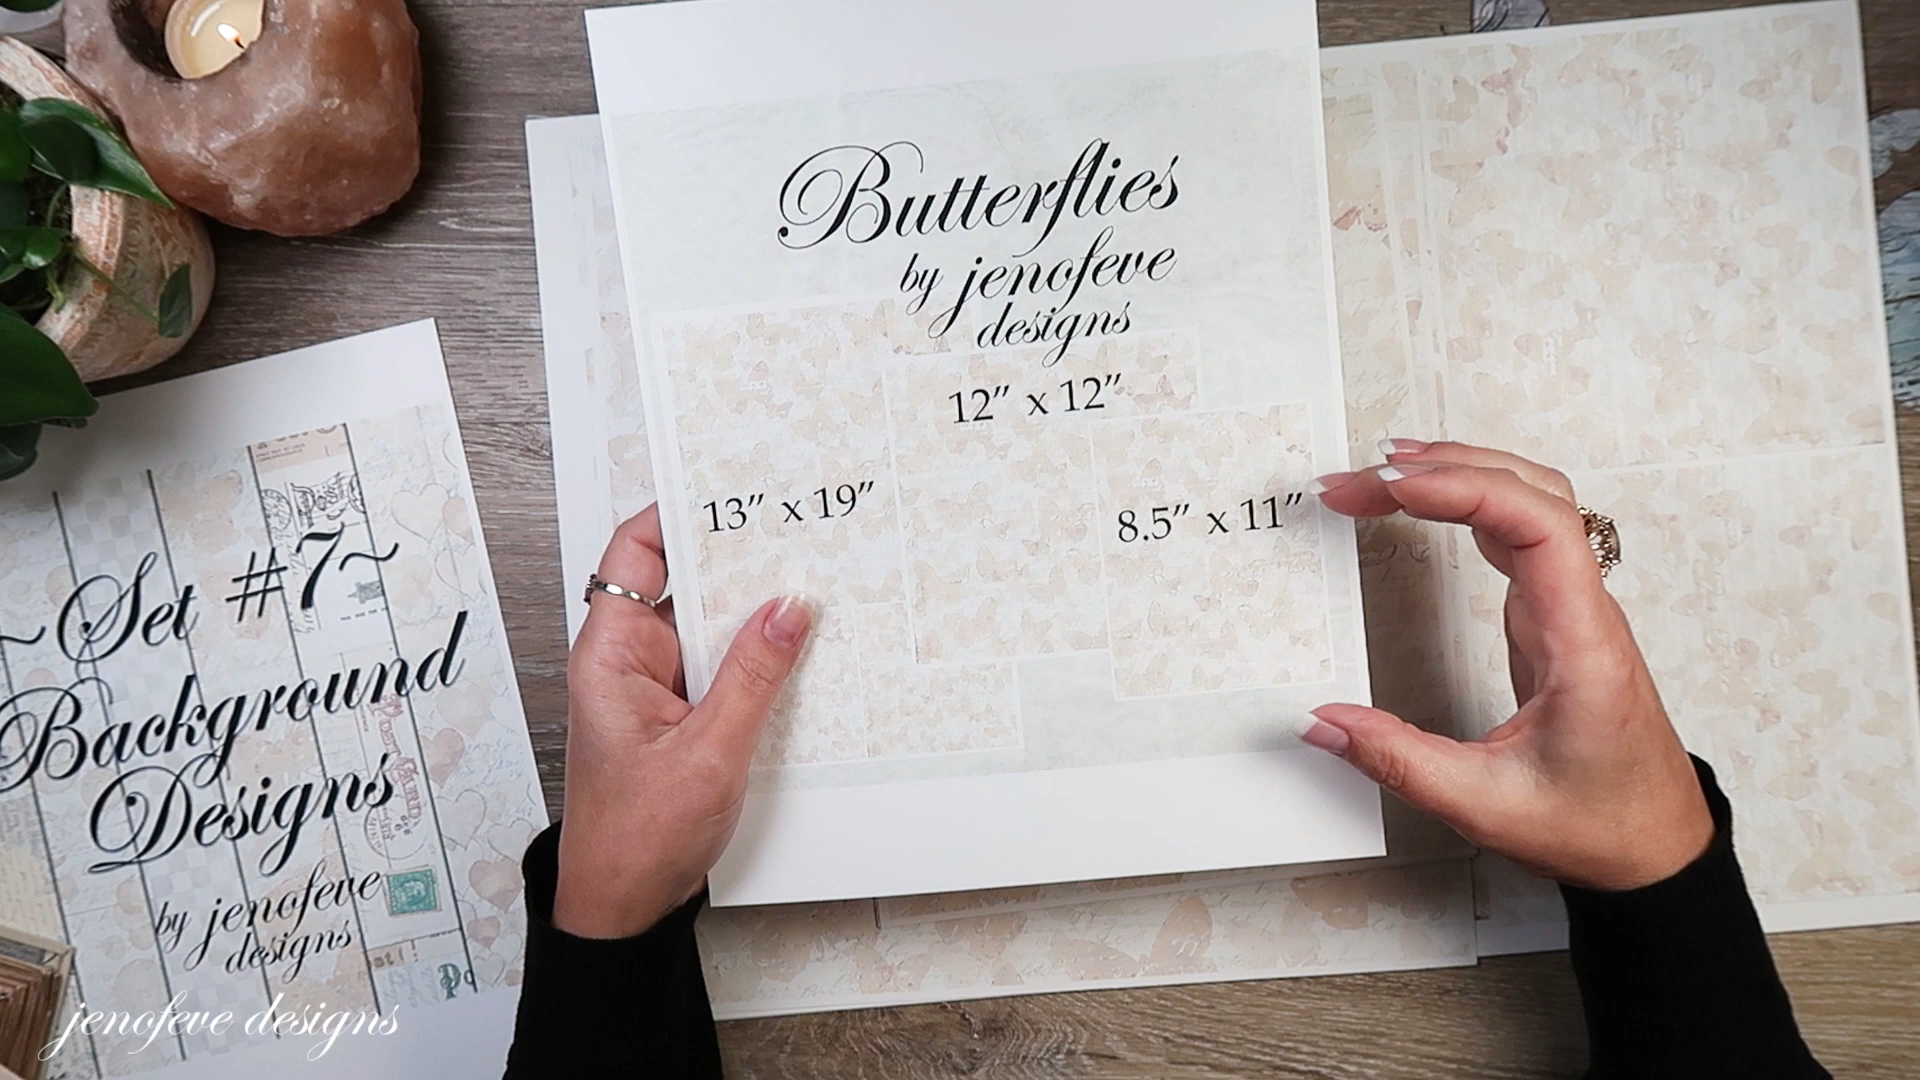 Butterflies
by jenofeve
designs
12” x 12”
13” x 19”
8.5” x 11”
~Set #7~
Background
Designs
by jenofeve
designs
jenofeve designs